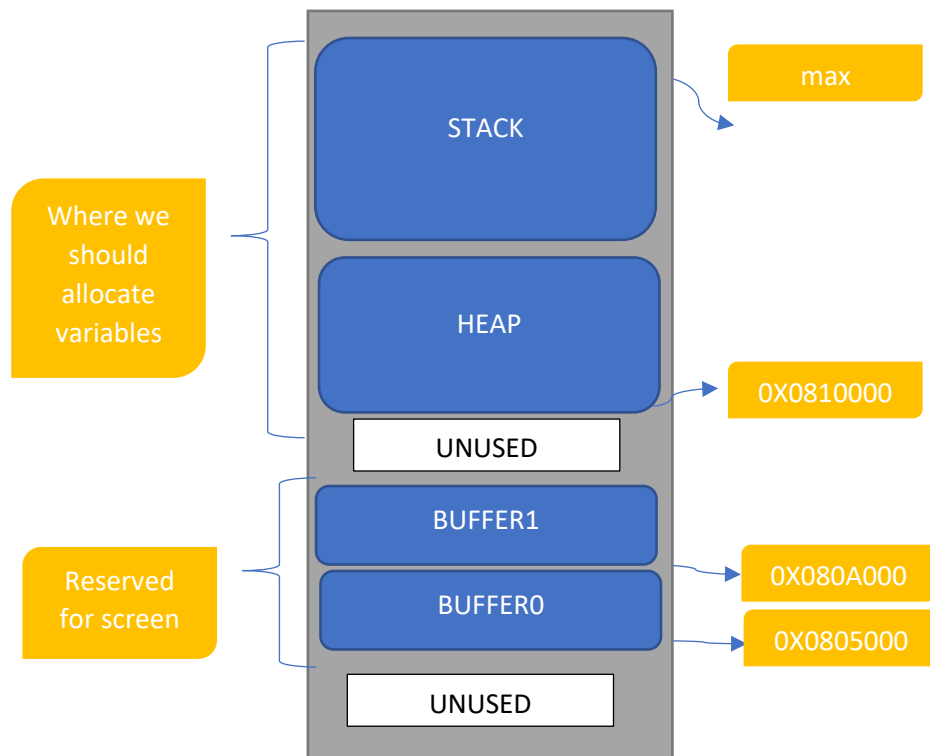 STACK
max
Where we
should
allocate
variables
HEAP
0X0810000
UNUSED
BUFFER1
0X080A000
Reserved
for screen
BUFFER0
0X0805000
UNUSED